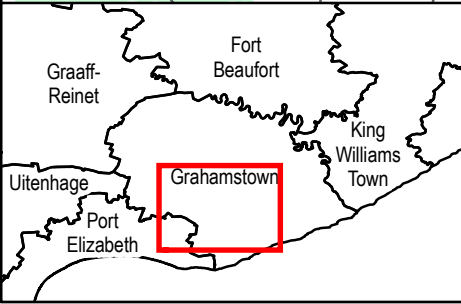 Fort
Beaufort
Graaff-
Reinet
King
Williams
Town
Grahamstown
Uitenhage
Port
Elizabeth